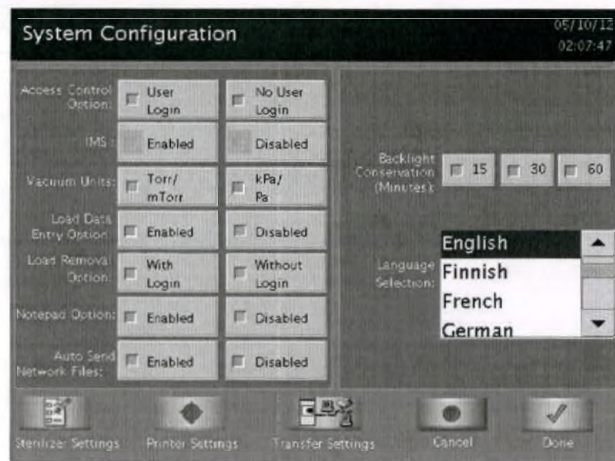 System Configuration
05/10/12
02:07:47
Access Control Option:
User Login
No User Login
IMS:
Enabled
Disabled
Vacuum Units:
Torr/ mTorr
kPa/ Pa
Load Data Entry Option:
Enabled
Disabled
Load Removal Option:
With Login
Without Login
Notepad Option:
Enabled
Disabled
Auto Send Network Files:
Enabled
Disabled
Backlight Conservation (Minutes):
15
30
60
Language Selection:
English
Finnish
French
German
Sterilizer Settings
Printer Settings
Transfer Settings
Cancel
Done